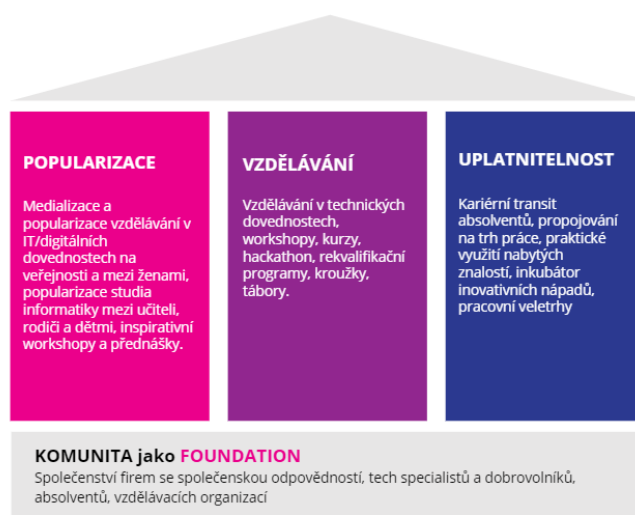 POPULARIZACE
Medializace a
popularizace vzdělávání v
IT/digitálních
dovednostech na
veřejnosti a mezi ženami,
popularizace studia
informatiky mezi učiteli,
rodiči a dětmi, inspirativní
workshopy a přednášky.
VZDĚLÁVÁNÍ
Vzdělávání v technických
dovednostech,
workshopy, kurzy,
hackathon, rekvalifikační
programy, kroužky,
tábory.
UPLATNITELNOST
Kariérní transit
absolventů, propojování
na trh práce, praktické
využití nabytých
znalostí, inkubátor
inovativních nápadů,
pracovní veletrhy
KOMUNITA jako FOUNDATION
Společenství firem se společenskou odpovědností, tech specialistů a dobrovolníků,
absolventů, vzdělávacích organizací